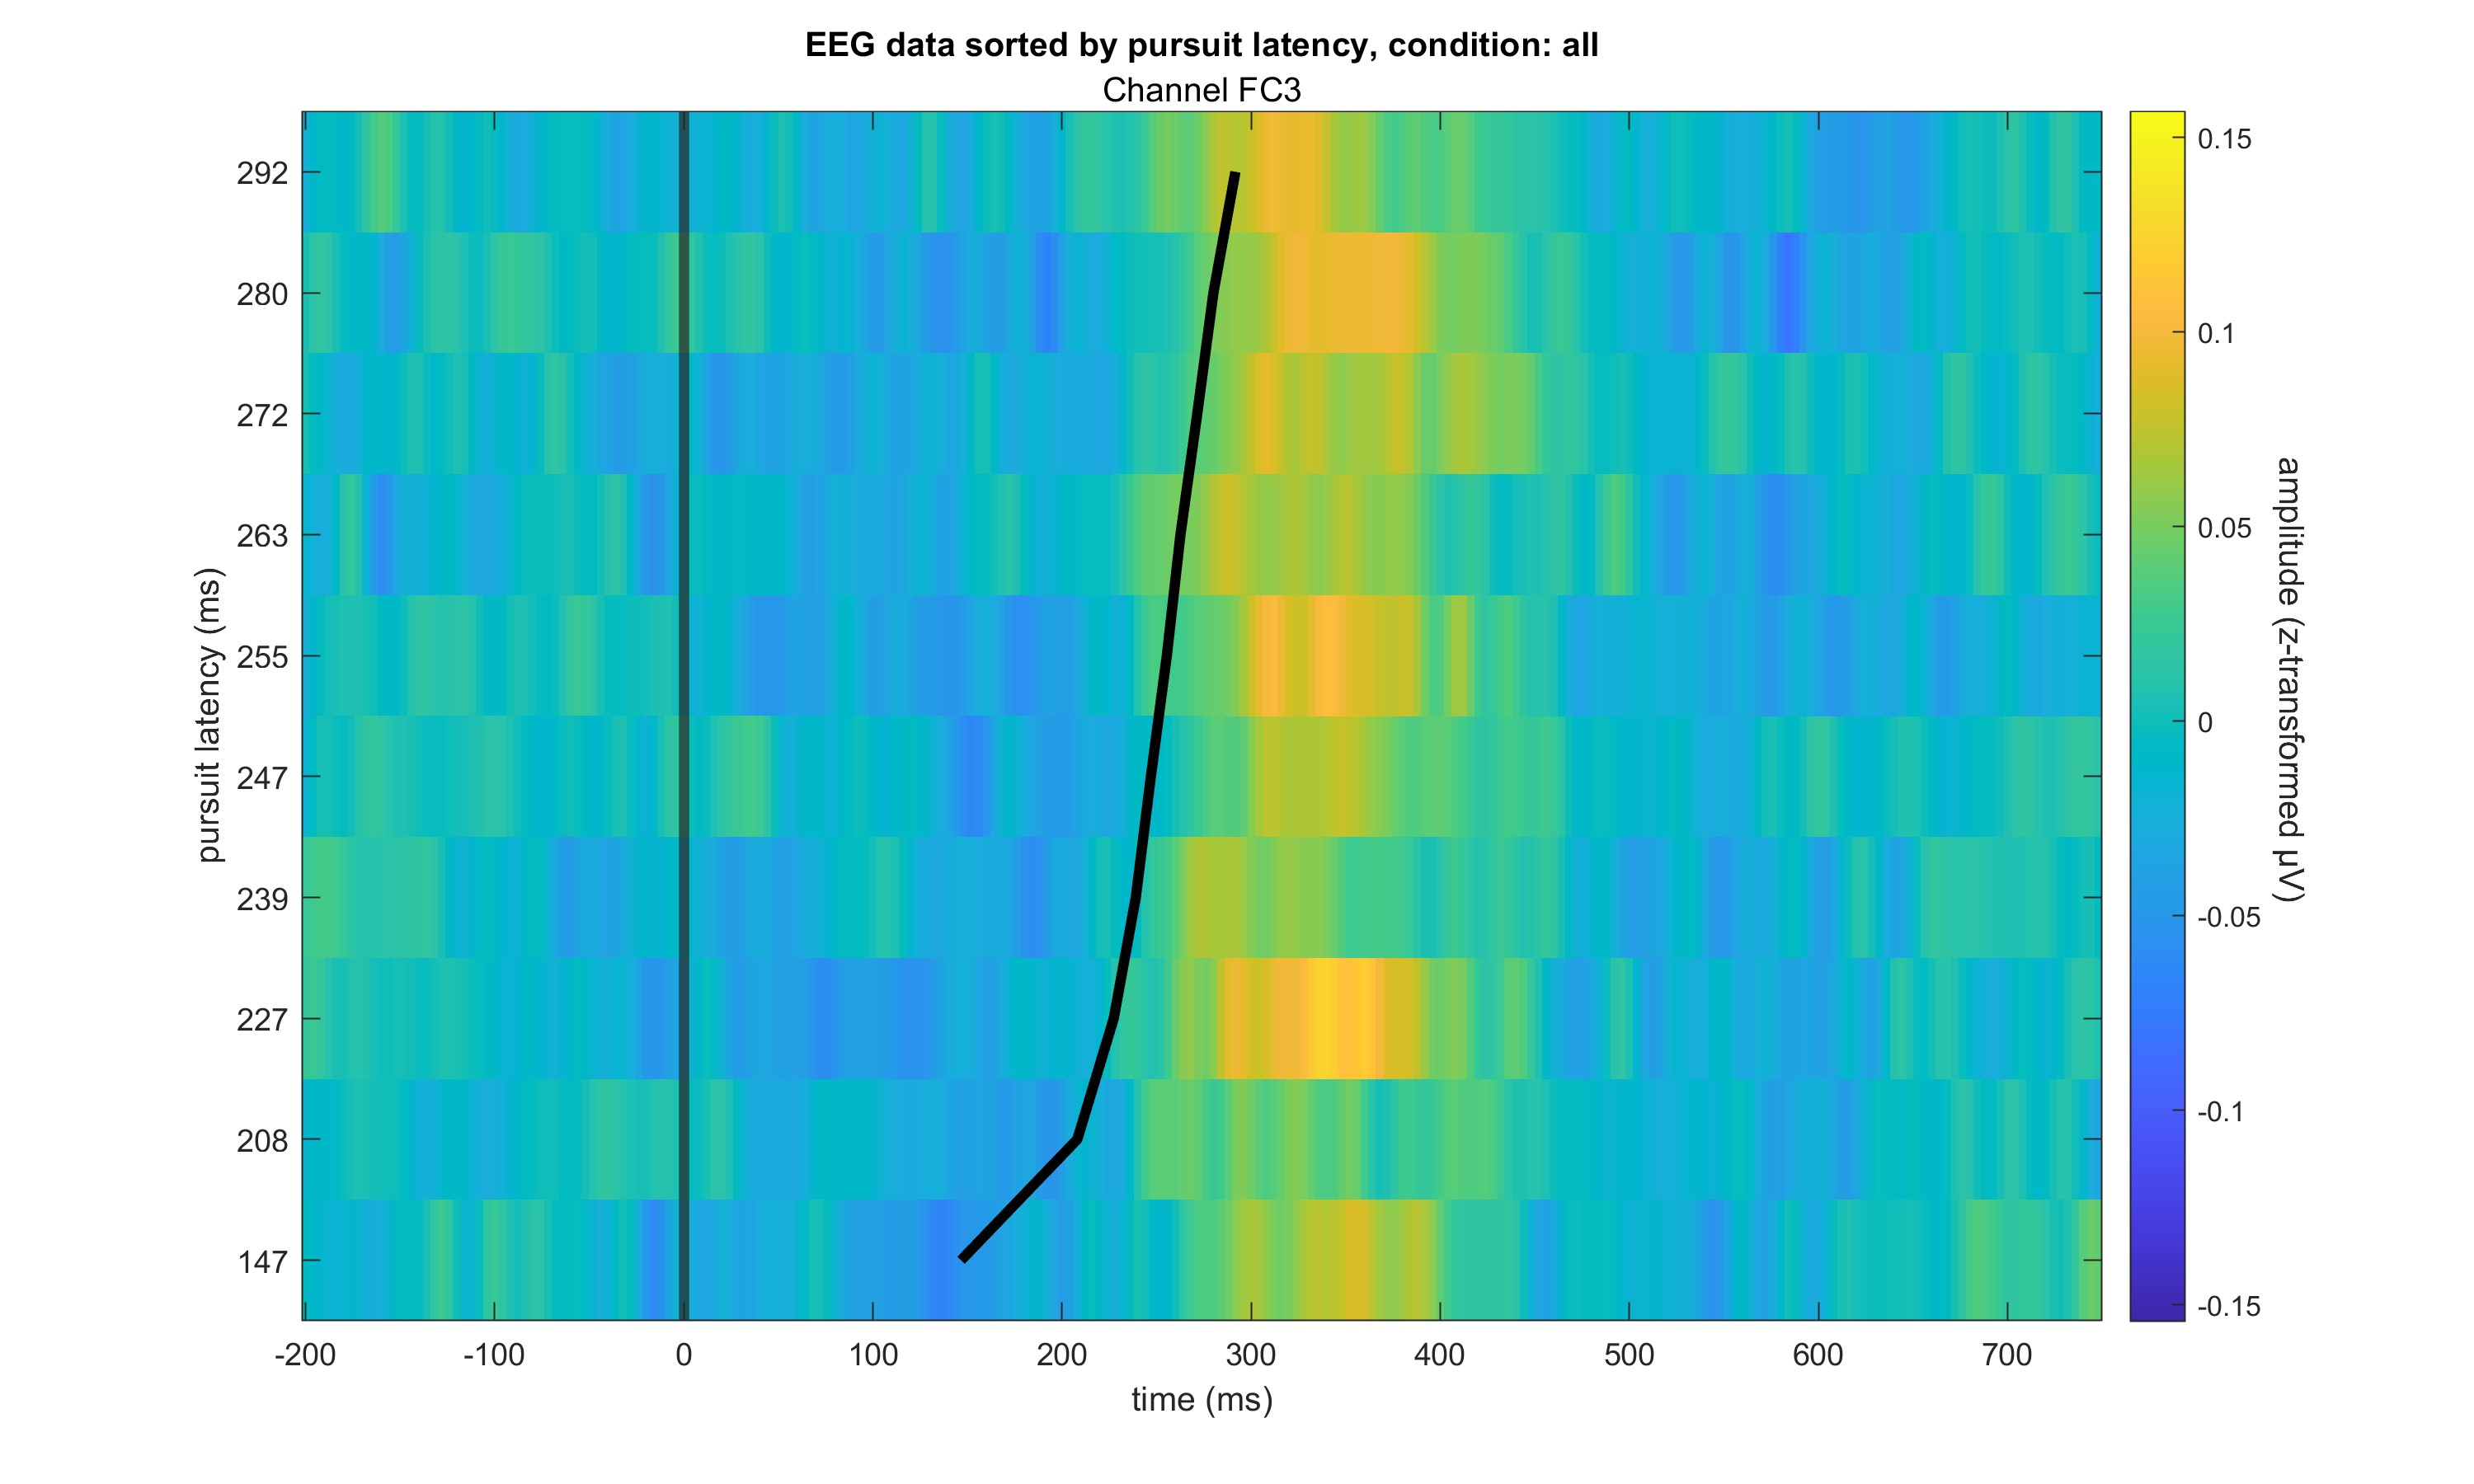 EEG data sorted by pursuit latency, condition: all
Channel FC3
pursuit latency (ms)
292
280
272
263
255
247
239
227
208
147
-200 -100 0 100 200 300 400 500 600 700
time (ms)
0.15
0.1
0.05
0
-0.05
-0.1
-0.15
amplitude (z-transformed µV)